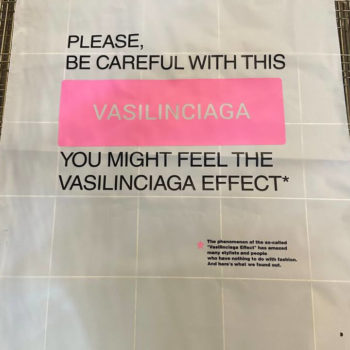 PLEASE,
BE CAREFUL WITH THIS
VASILINCIAGA
YOU MIGHT FEEL THE
VASILINCIAGA EFFECT*
* The phenomenon of the so-called
"Vasilinciaga Effect" has amazed
many stylists and people
who have nothing to do with fashion.
And here's what we found out.